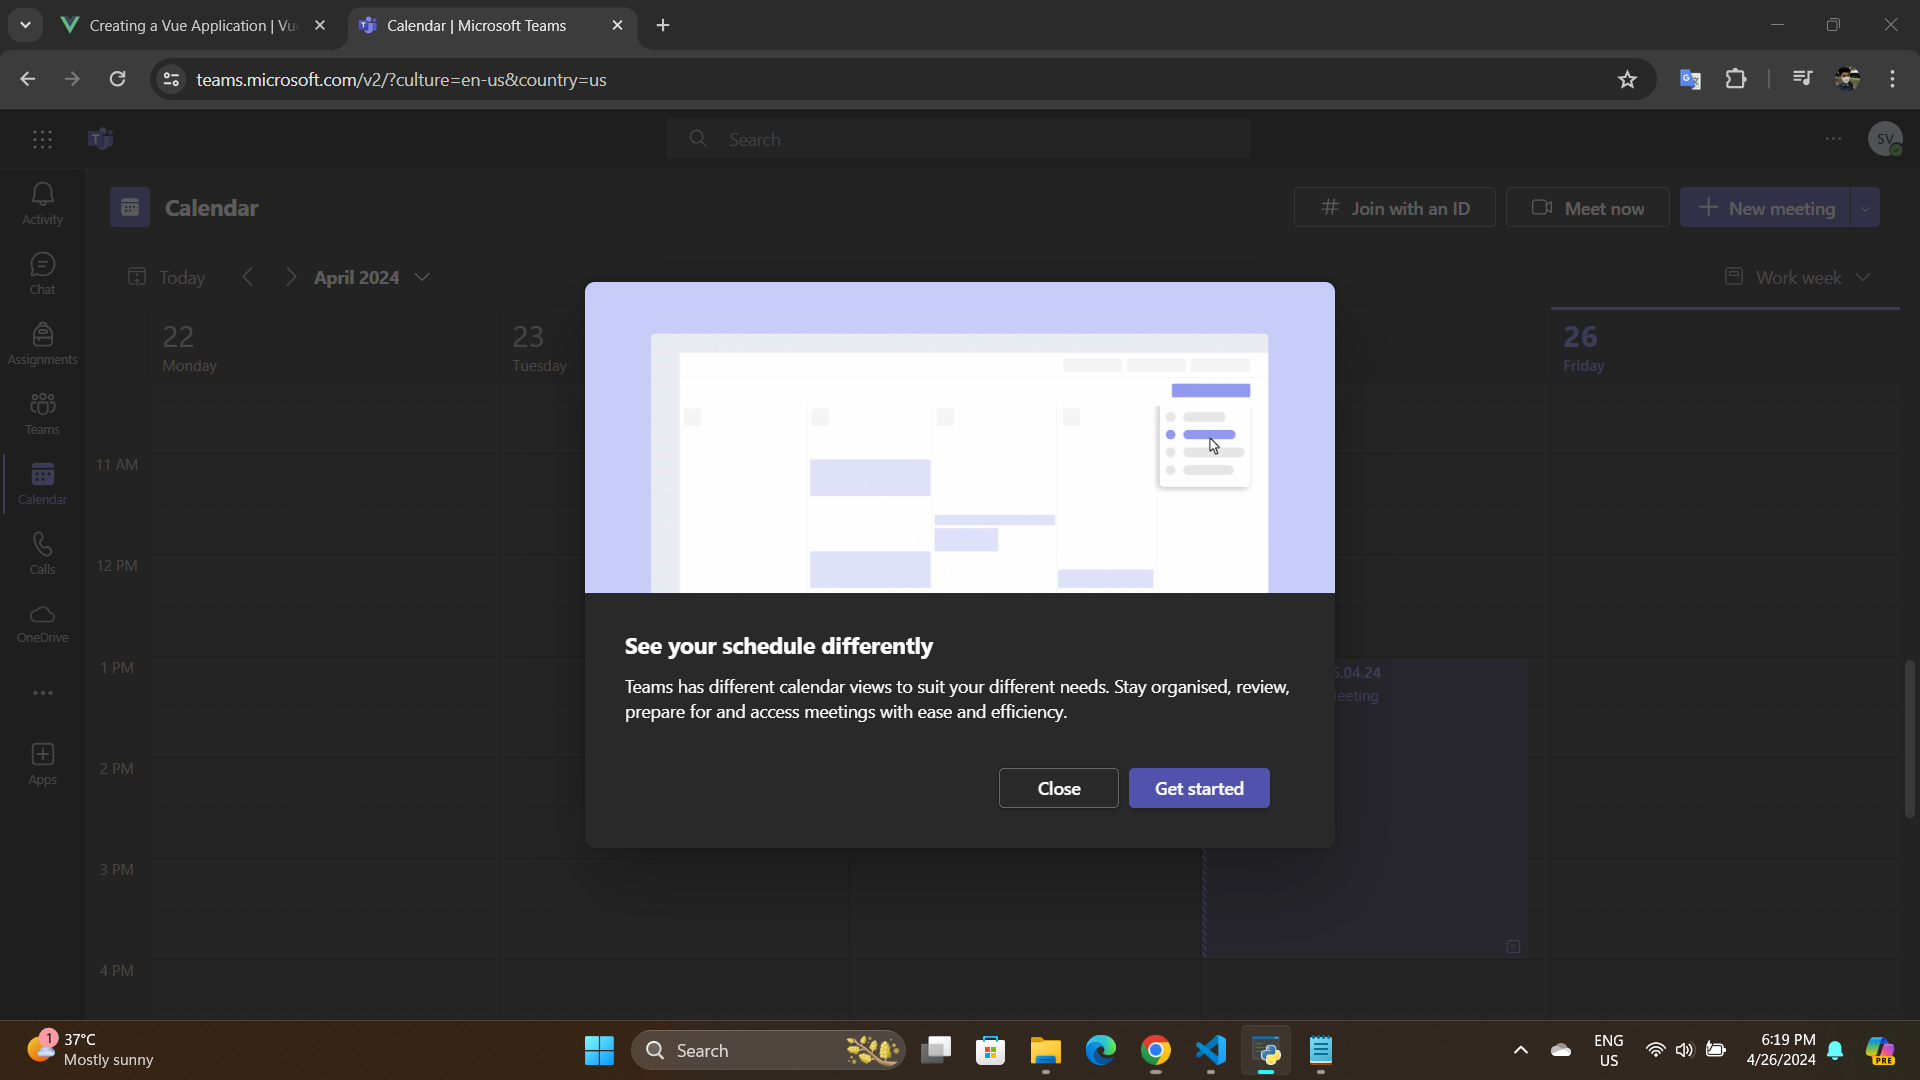 Creating a Vue Application | Vu
Calendar | Microsoft Teams
teams.microsoft.com/v2/?culture=en-us&country=us
Search
SV
Activity
Chat
Assignments
Teams
Calendar
Calls
OneDrive
Apps
Calendar
# Join with an ID
Meet now
+ New meeting
Today
April 2024
Work week
22
Monday
23
Tuesday
26
Friday
11 AM
12 PM
1 PM
2 PM
3 PM
4 PM
5.04.24
See your schedule differently
Teams has different calendar views to suit your different needs. Stay organised, review,
prepare for and access meetings with ease and efficiency.
Close
Get started
1
37°C
Mostly sunny
Search
ENG
US
6:19 PM
4/26/2024
PRE